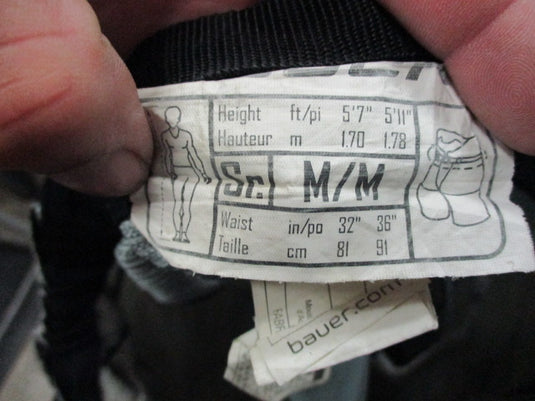 Height ft/pi 5'7" 5'11"
Hauteur m 1.70 1.78
Sr. M/M
Waist in/po 32" 36"
Taille cm 81 91
bauer.com